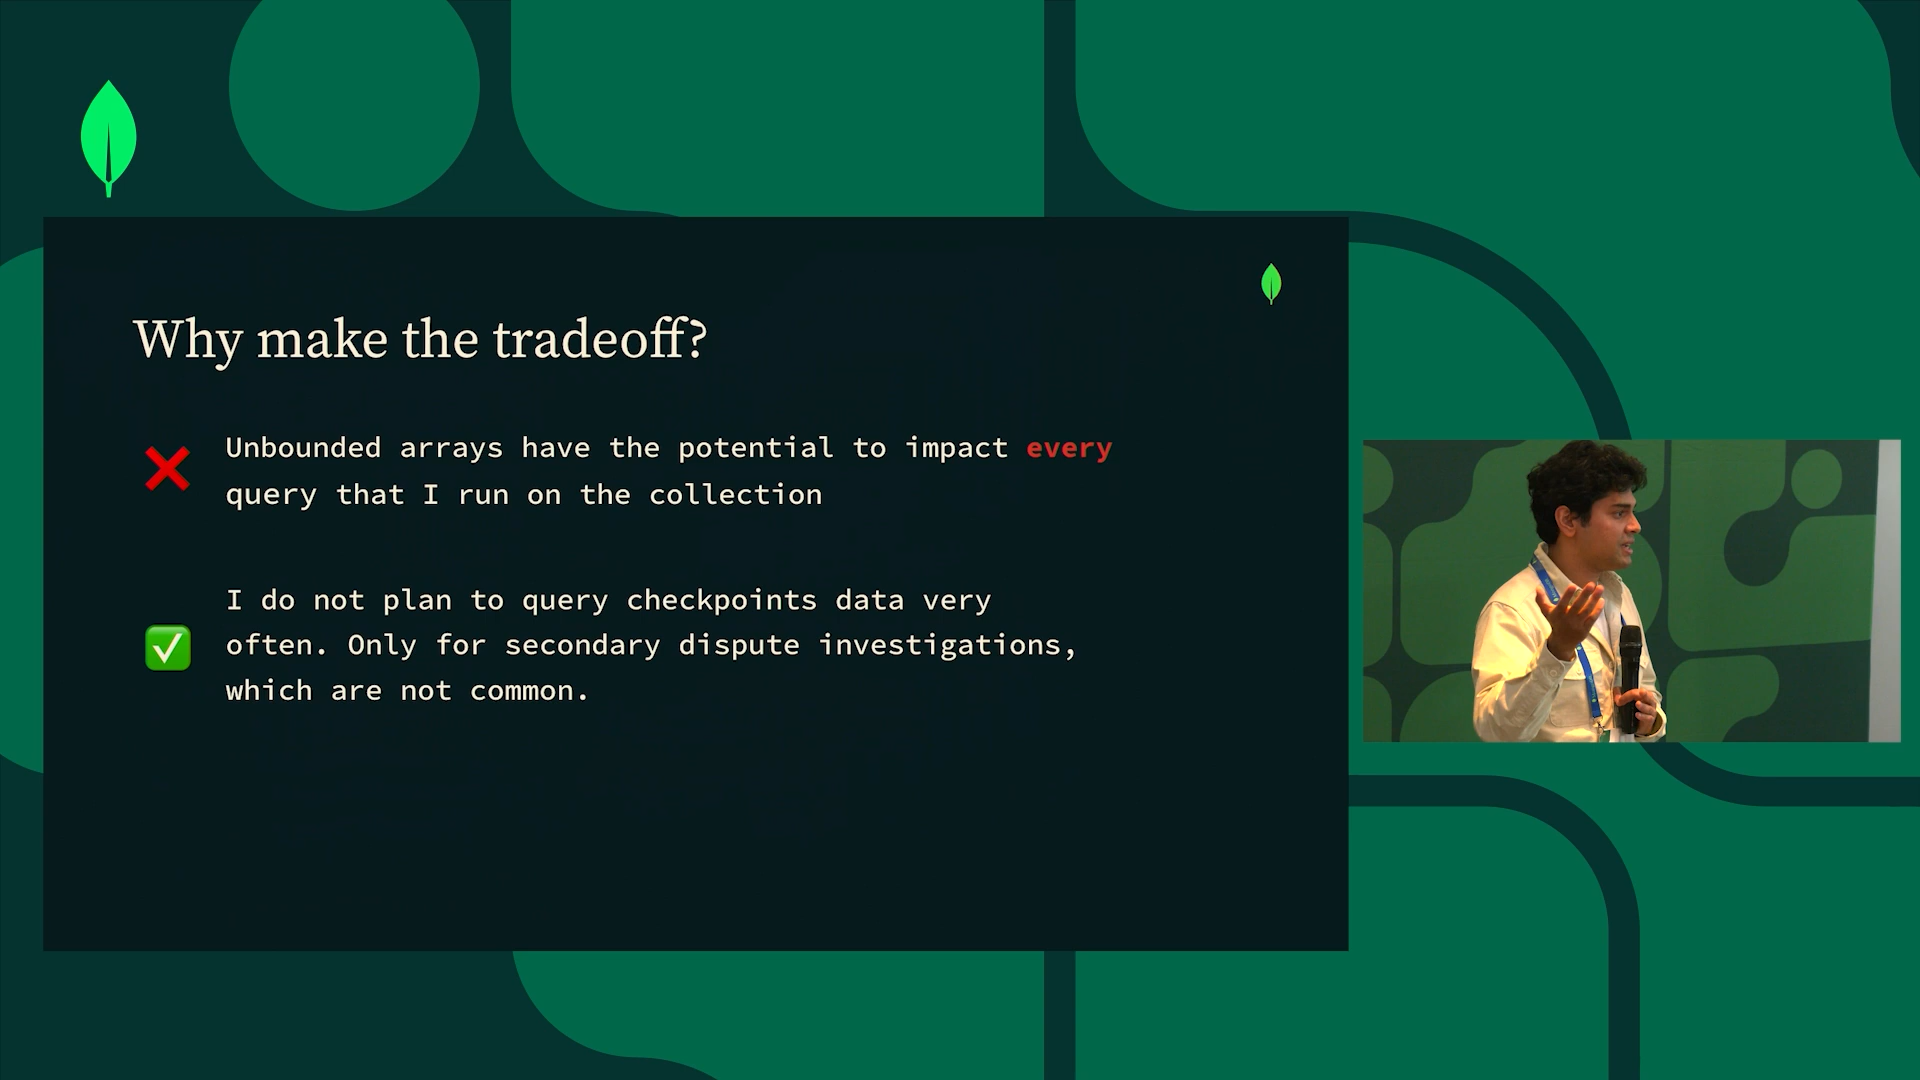 Why make the tradeoff?
Unbounded arrays have the potential to impact every
query that I run on the collection
I do not plan to query checkpoints data very
often. Only for secondary dispute investigations,
which are not common.